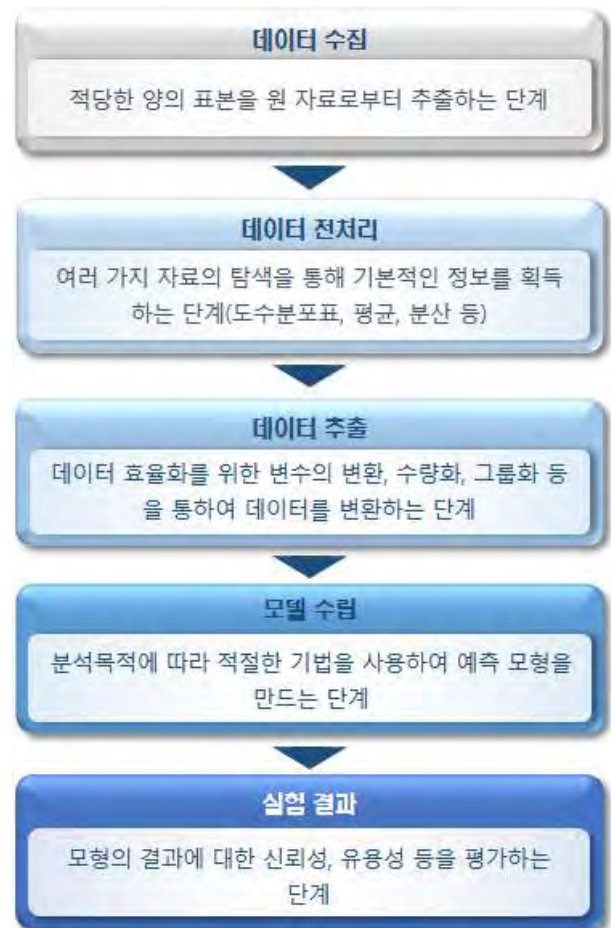 데이터 수집
적당한 양의 표본을 원 자료로부터 추출하는 단계
데이터 전처리
여러 가지 자료의 탐색을 통해 기본적인 정보를 획득
하는 단계(도수분포표, 평균, 분산 등)
데이터 추출
데이터 효율화를 위한 변수의 변환, 수량화, 그룹화 등
을 통하여 데이터를 변환하는 단계
모델 수립
분석목적에 따라 적절한 기법을 사용하여 예측 모형을
만드는 단계
실험 결과
모형의 결과에 대한 신뢰성, 유용성 등을 평가하는
단계